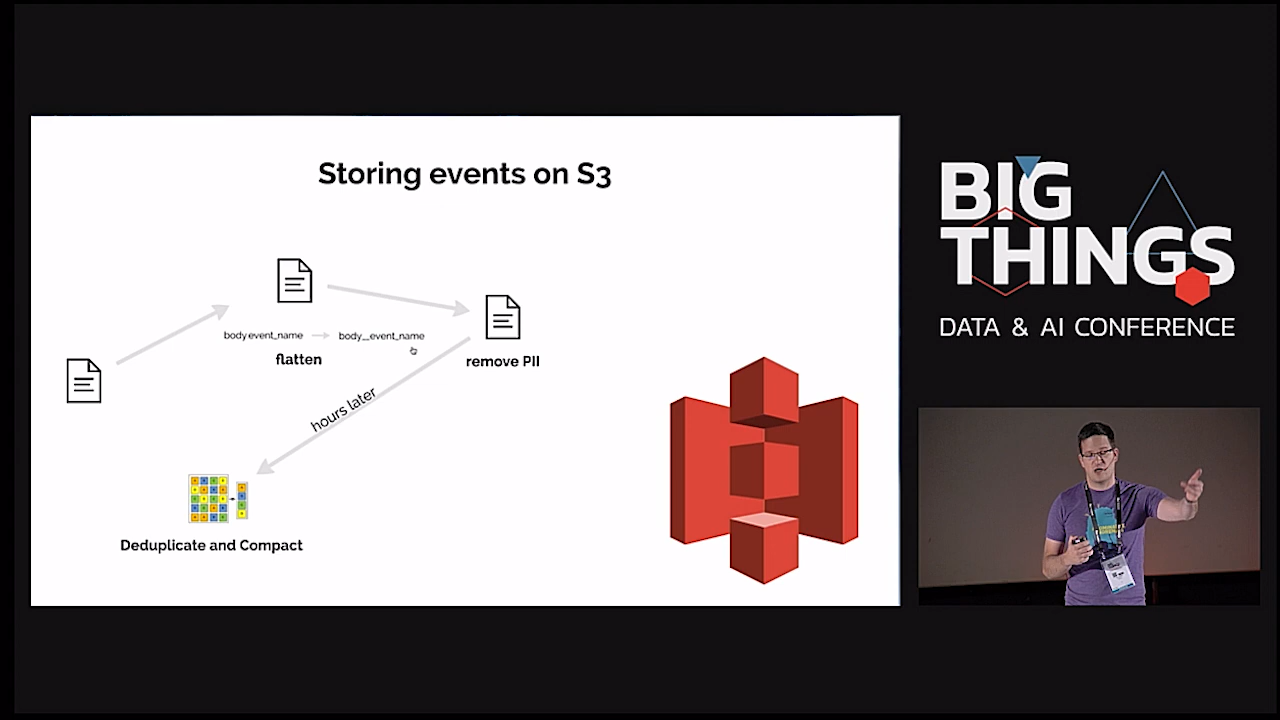 Storing events on S3
body event_name
body__event_name
flatten
remove PII
hours later
Deduplicate and Compact
BIG
THINGS
DATA & AI CONFERENCE